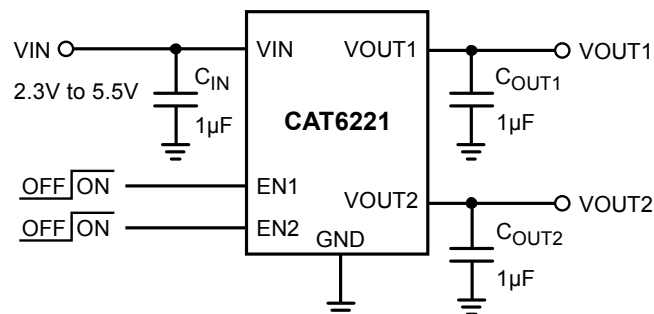 VIN
VIN
VOUT1
VOUT1
2.3V to 5.5V
CIN
1µF
CAT6221
COUT1
1µF
OFF ON
EN1
OFF ON
EN2
VOUT2
VOUT2
GND
COUT2
1µF